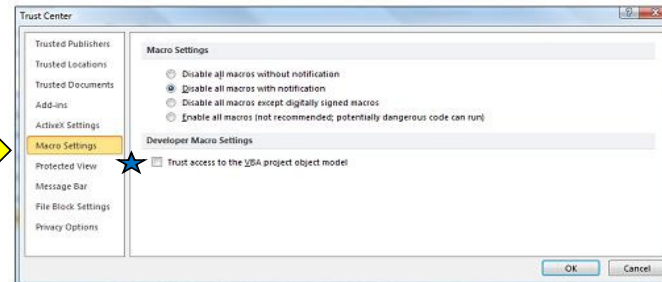 Trust Center
Trusted Publishers
Trusted Locations
Trusted Documents
Add-ins
ActiveX Settings
Macro Settings
Protected View
Message Bar
File Block Settings
Privacy Options
Macro Settings
Disable all macros without notification
Disable all macros with notification
Disable all macros except digitally signed macros
Enable all macros (not recommended; potentially dangerous code can run)
Developer Macro Settings
Trust access to the VBA project object model
OK
Cancel